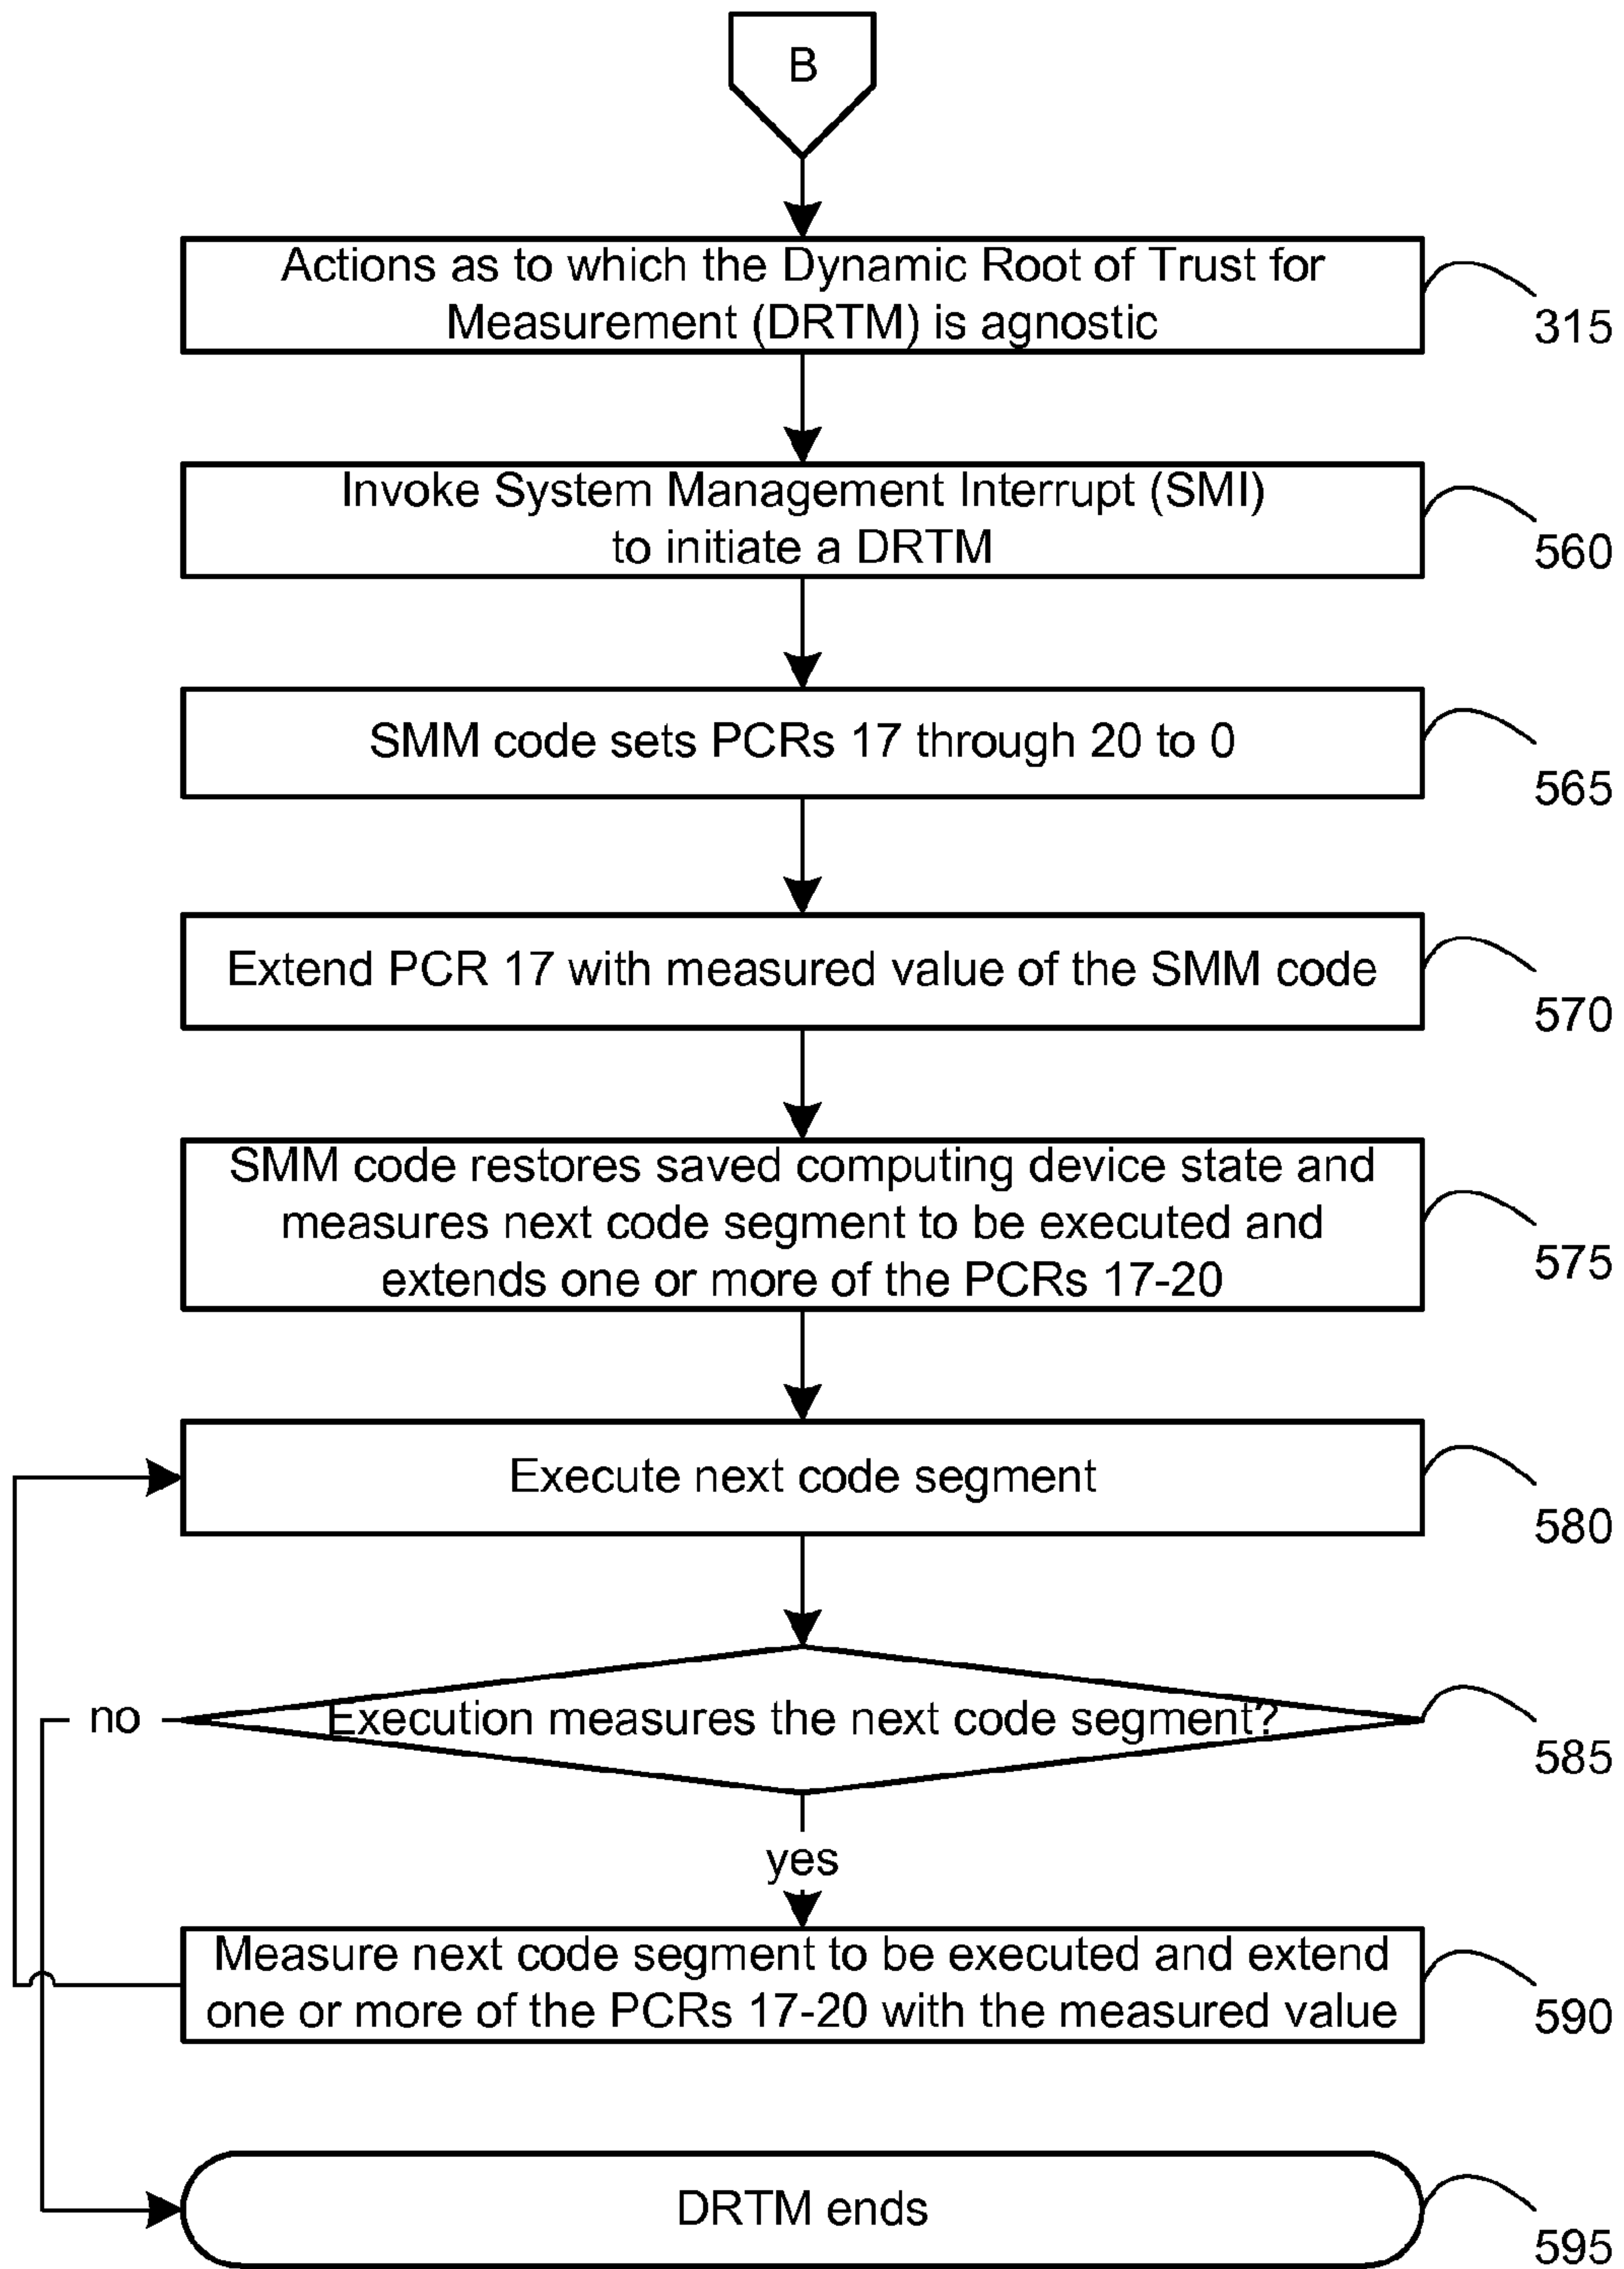 B
Actions as to which the Dynamic Root of Trust for
Measurement (DRTM) is agnostic
315
Invoke System Management Interrupt (SMI)
to initiate a DRTM
560
SMM code sets PCRs 17 through 20 to 0
565
Extend PCR 17 with measured value of the SMM code
570
SMM code restores saved computing device state and
measures next code segment to be executed and
extends one or more of the PCRs 17-20
575
Execute next code segment
580
no
Execution measures the next code segment?
585
yes
Measure next code segment to be executed and extend
one or more of the PCRs 17-20 with the measured value
590
DRTM ends
595